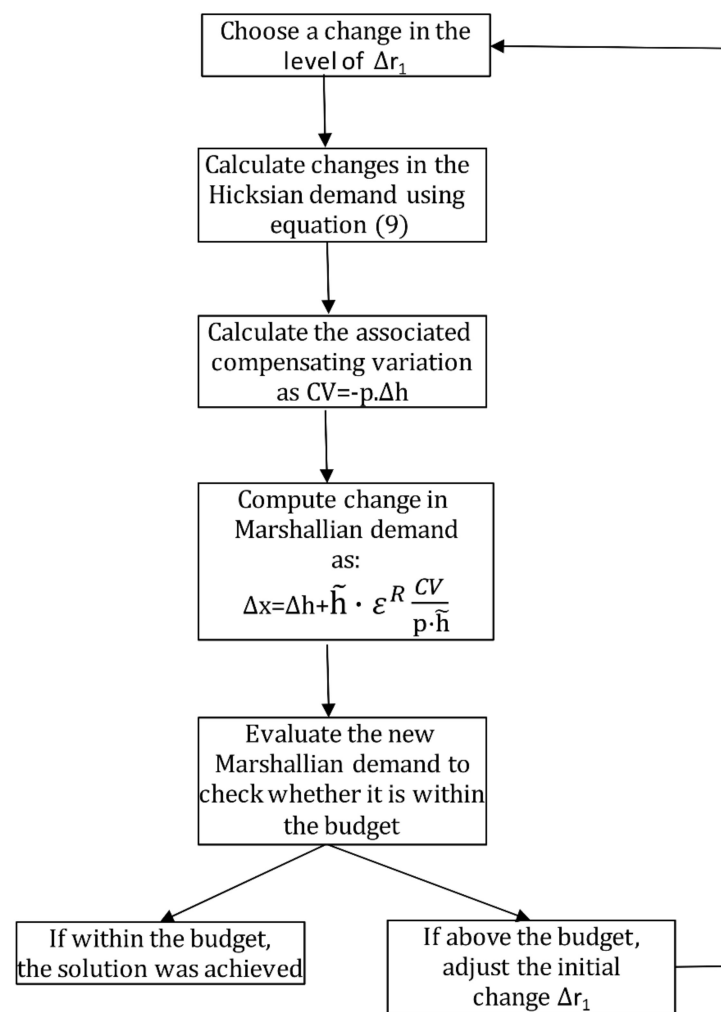 Choose a change in the
level of Δr₁
Calculate changes in the
Hicksian demand using
equation (9)
Calculate the associated
compensating variation
as CV=-p.Δh
Compute change in
Marshallian demand
as:
Δx=Δh+h̃ · εᴿ CV/p·h̃
Evaluate the new
Marshallian demand to
check whether it is within
the budget
If within the budget,
the solution was achieved
If above the budget,
adjust the initial
change Δr₁